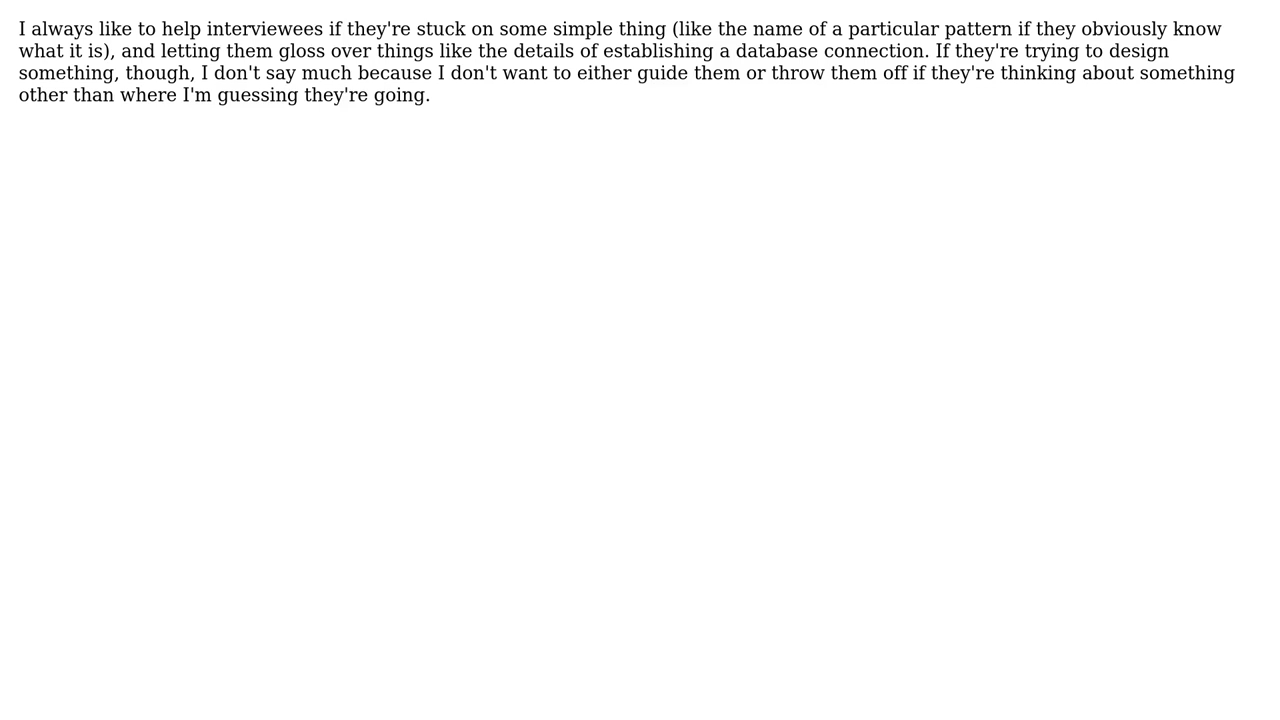 I always like to help interviewees if they're stuck on some simple thing (like the name of a particular pattern if they obviously know
what it is), and letting them gloss over things like the details of establishing a database connection. If they're trying to design
something, though, I don't say much because I don't want to either guide them or throw them off if they're thinking about something
other than where I'm guessing they're going.